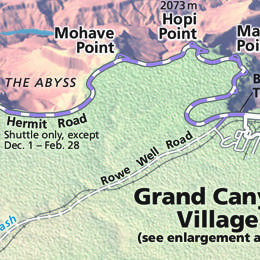 2073 m
Hopi
Point
Mohave
Point
Ma
Poi
THE ABYSS
B
T
Hermit Road
Shuttle only, except
Dec. 1 – Feb. 28
Rowe Well Road
Grand Cany
Village
(see enlargement a
ash